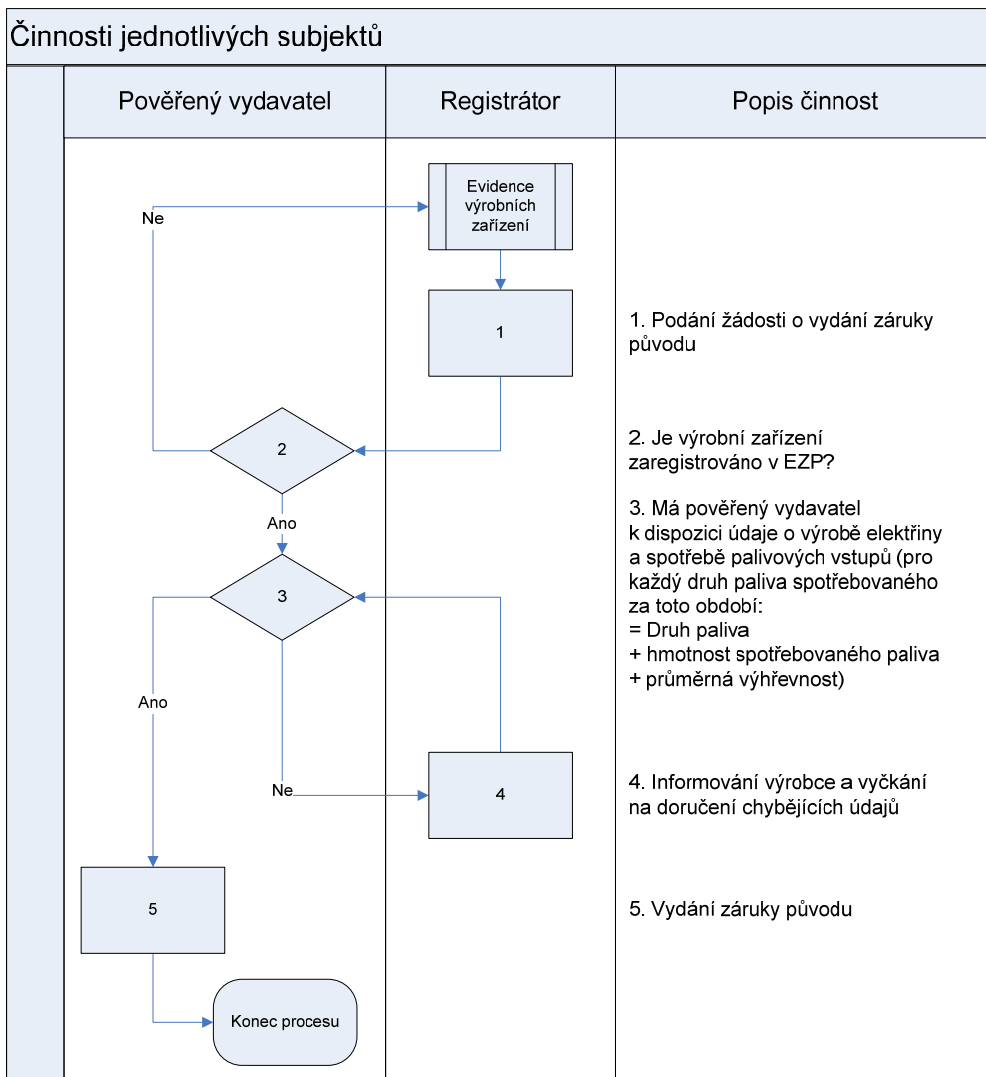 Činnosti jednotlivých subjektů
Pověřený vydavatel
Registrátor
Popis činnost
Evidence
výrobních
zařízení
Ne
1
1. Podání žádosti o vydání záruky
původu
2
2. Je výrobní zařízení
zaregistrováno v EZP?
Ano
3
3. Má pověřený vydavatel
k dispozici údaje o výrobě elektřiny
a spotřebě palivových vstupů (pro
každý druh paliva spotřebovaného
za toto období:
= Druh paliva
+ hmotnost spotřebovaného paliva
+ průměrná výhřevnost)
Ano
Ne
4
4. Informování výrobce a vyčkání
na doručení chybějících údajů
5
5. Vydání záruky původu
Konec procesu